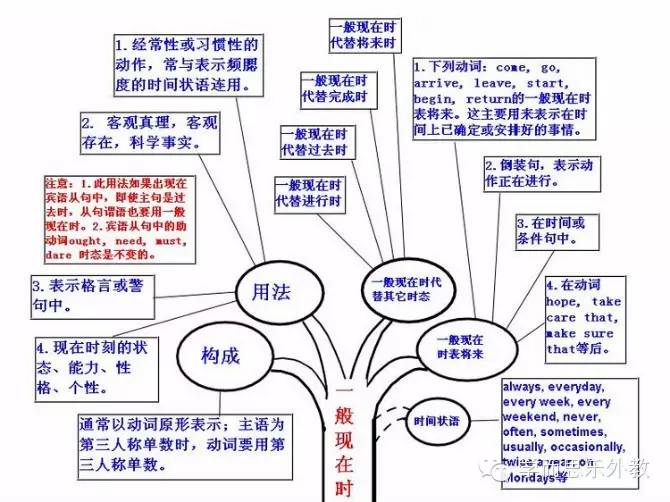 1.经常性或习惯性的
动作，常与表示频腮
度的时间状语连用。
2. 客观真理，客观
存在，科学事实。
注意：1.此用法如果出现在
宾语从句中，即使主句是过
去时，从句谓语也要用一般
现在时。2.宾语从句中的助
动词ought, need, must,
dare 时态是不变的。
3.表示格言或警
句中。
4.现在时刻的状
态、能力、性
格、个性。
用法
构成
通常以动词原形表示；主语为
第三人称单数时，动词要用第
三人称单数。
一般现在时
一般现在时
代替将来时
一般现在时
代替完成时
一般现在时
代替过去时
一般现在时
代替进行时
一般现在时代
替其它时态
1.下列动词：come, go,
arrive, leave, start,
begin, return的一般现在时
表将来。这主要用来表示在时
间上已确定或安排好的事情。
2.倒装句，表示动
作正在进行。
3.在时间或
条件句中。
4.在动词
hope, take
care that,
make sure
that等后。
一般现在
时表将来
时间状语
always, everyday,
every week, every
weekend, never,
often, sometimes,
usually, occasionally,
twice a year, on
Mondays等